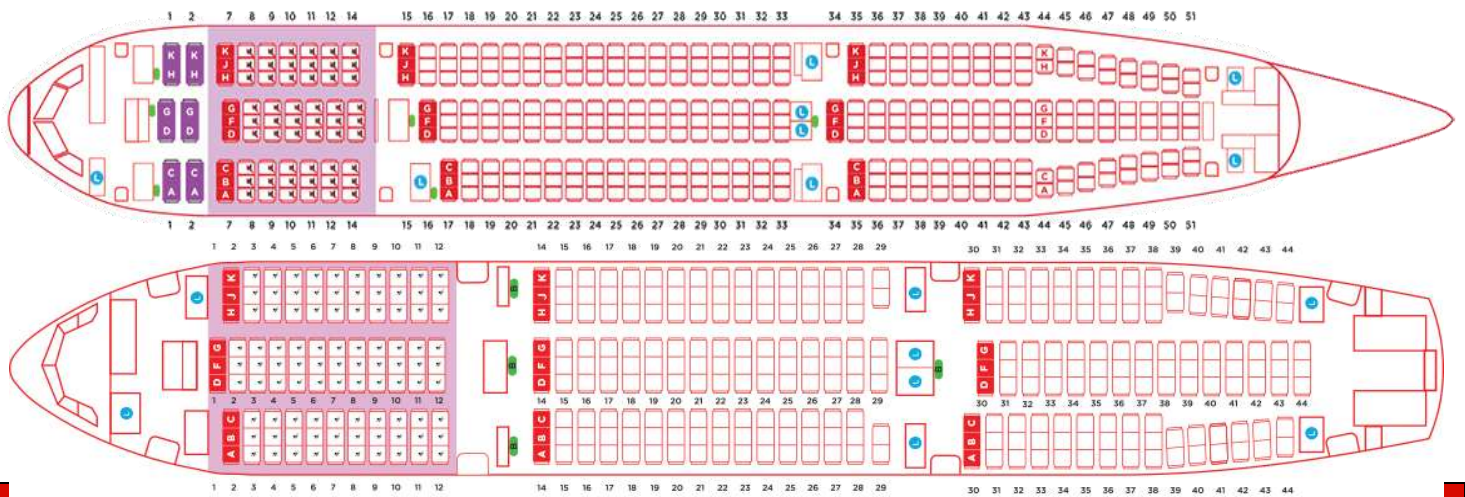 1 2 7 8 9 10 11 12 14 15 16 17 18 19 20 21 22 23 24 25 26 27 28 29 30 31 32 33 34 35 36 37 38 39 40 41 42 43 44 45 46 47 48 49 50 51
K K K K K K
J J J L
H H H H H H L
G G G G G G L
F F F F
D D D D D D L
C C C C C C L
B B B L L
L A A A A A A
1 2 7 8 9 10 11 12 14 15 16 17 18 19 20 21 22 23 24 25 26 27 28 29 30 31 32 33 34 35 36 37 38 39 40 41 42 43 44 45 46 47 48 49 50 51
1 2 3 4 5 6 7 8 9 10 11 12 14 15 16 17 18 19 20 21 22 23 24 25 26 27 28 29 30 31 32 33 34 35 36 37 38 39 40 41 42 43 44
L H J K B H J K L H J K L
D F G B D F G L L B D F G
1 2 3 4 5 6 7 8 9 10 11 12 14 15 16 17 18 19 20 21 22 23 24 25 26 27 28 29 30 31 32 33 34 35 36 37 38 39 40 41 42 43 44
L A B C B A B C L A B C L
1 2 3 4 5 6 7 8 9 10 11 12 14 15 16 17 18 19 20 21 22 23 24 25 26 27 28 29 30 31 32 33 34 35 36 37 38 39 40 41 42 43 44